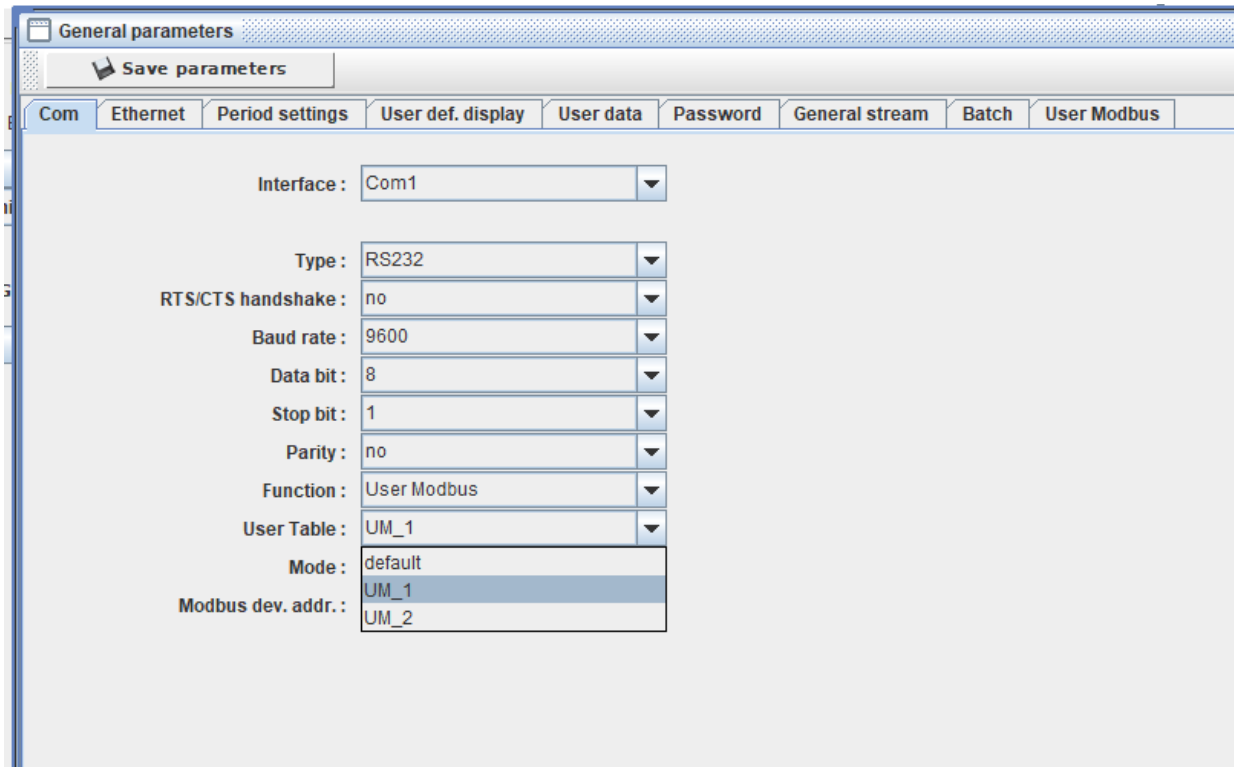 General parameters
Save parameters
Com Ethernet Period settings User def. display User data Password General stream Batch User Modbus
Interface : Com1
Type : RS232
RTS/CTS handshake : no
Baud rate : 9600
Data bit : 8
Stop bit : 1
Parity : no
Function : User Modbus
User Table : UM_1
Mode : default
UM_1
Modbus dev. addr. :
UM_2